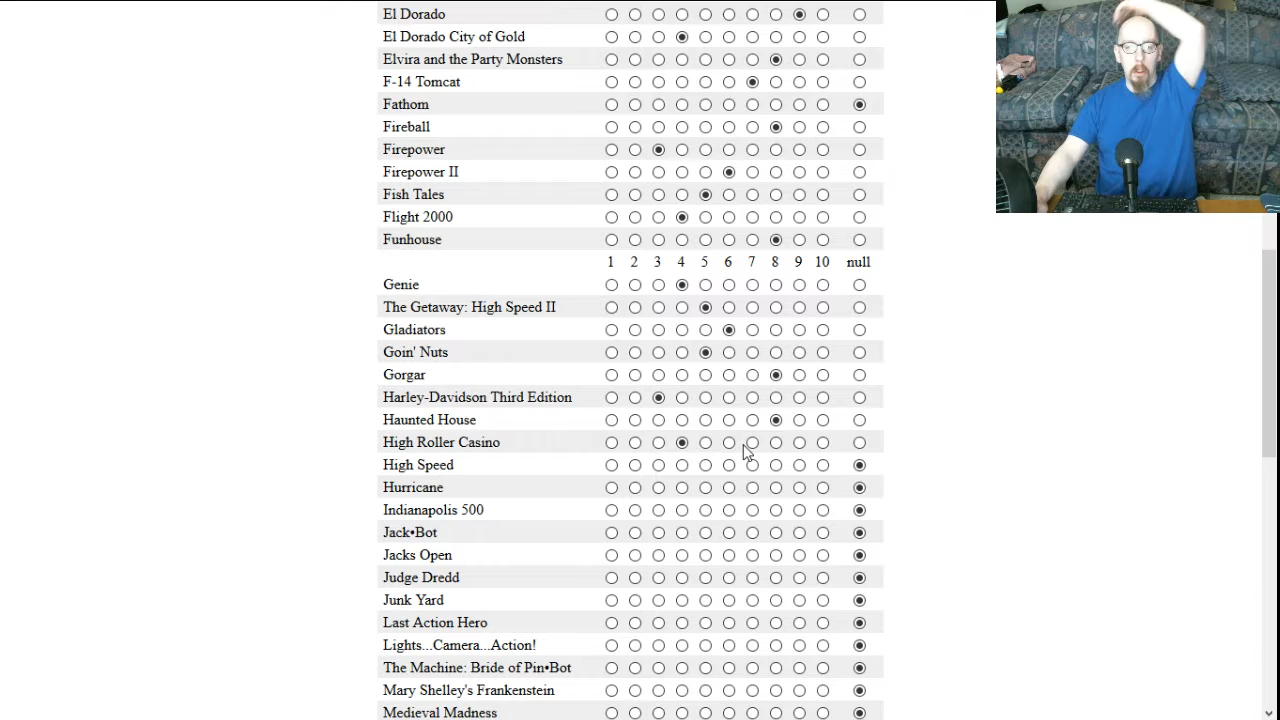 El Dorado
El Dorado City of Gold
Elvira and the Party Monsters
F-14 Tomcat
Fathom
Fireball
Firepower
Firepower II
Fish Tales
Flight 2000
Funhouse
1 2 3 4 5 6 7 8 9 10 null
Genie
The Getaway: High Speed II
Gladiators
Goin' Nuts
Gorgar
Harley-Davidson Third Edition
Haunted House
High Roller Casino
High Speed
Hurricane
Indianapolis 500
Jack•Bot
Jacks Open
Judge Dredd
Junk Yard
Last Action Hero
Lights...Camera...Action!
The Machine: Bride of Pin•Bot
Mary Shelley's Frankenstein
Medieval Madness